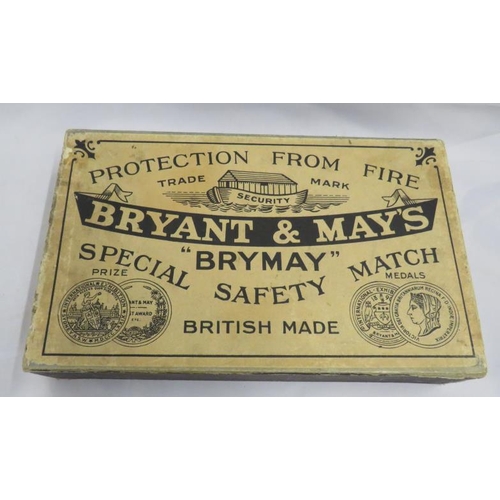 PROTECTION FROM FIRE
TRADE MARK
SECURITY
BRYANT & MAY'S
"BRYMAY"
SPECIAL SAFETY MATCH
PRIZE MEDALS
BRITISH MADE